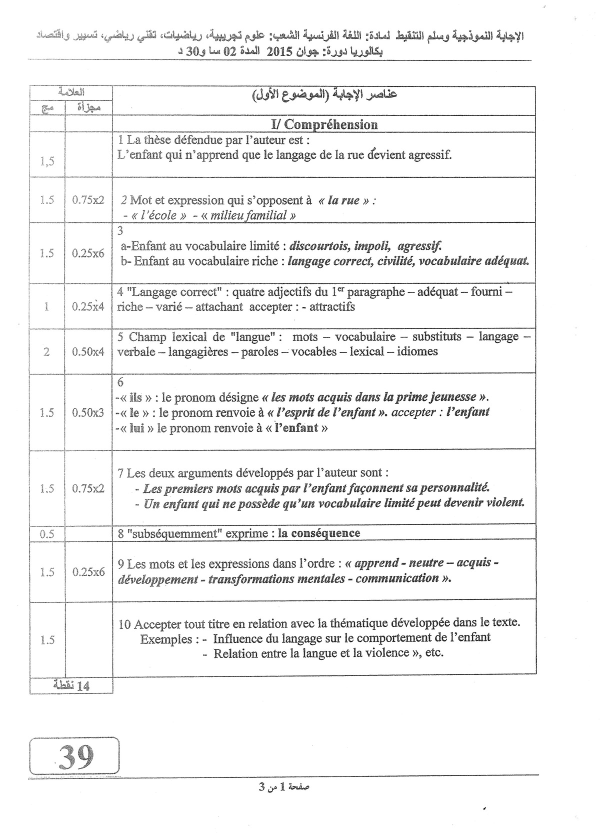 الإجابة النموذجية وسلم التنقيط لمادة: اللغة الفرنسية الشعب: علوم تجريبية، رياضيات، تقني رياضي، تسيير واقتصاد
بكالوريا دورة: جوان 2015 المدة 02 سا و30 د
العلامة
عناصر الإجابة (الموضوع الأول)
مج
مجزأة
I/ Compréhension
1 La thèse défendue par l'auteur est :
L'enfant qui n'apprend que le langage de la rue devient agressif.
1,5
1.5 0.75x2 2 Mot et expression qui s'opposent à « la rue » :
- « l'école » - « milieu familial »
3
a-Enfant au vocabulaire limité : discourtois, impoli, agressif.
1.5 0.25x6 b- Enfant au vocabulaire riche : langage correct, civilité, vocabulaire adéquat.
4 "Langage correct" : quatre adjectifs du 1er paragraphe – adéquat – fourni –
1 0.25x4 riche – varié – attachant accepter : - attractifs
5 Champ lexical de "langue" : mots – vocabulaire – substituts – langage –
2 0.50x4 verbale – langagières – paroles – vocables – lexical – idiomes
6
-« ils » : le pronom désigne « les mots acquis dans la prime jeunesse ».
1.5 0.50x3 -« le » : le pronom renvoie à « l'esprit de l'enfant ». accepter : l'enfant
-« lui » le pronom renvoie à « l'enfant »
7 Les deux arguments développés par l'auteur sont :
1.5 0.75x2 - Les premiers mots acquis par l'enfant façonnent sa personnalité.
- Un enfant qui ne possède qu'un vocabulaire limité peut devenir violent.
0.5 8 "subséquemment" exprime : la conséquence
9 Les mots et les expressions dans l'ordre : « apprend - neutre – acquis -
1.5 0.25x6 développement - transformations mentales - communication ».
10 Accepter tout titre en relation avec la thématique développée dans le texte.
1.5 Exemples : - Influence du langage sur le comportement de l'enfant
- Relation entre la langue et la violence », etc.
14 نقطة
39
صفحة 1 من 3